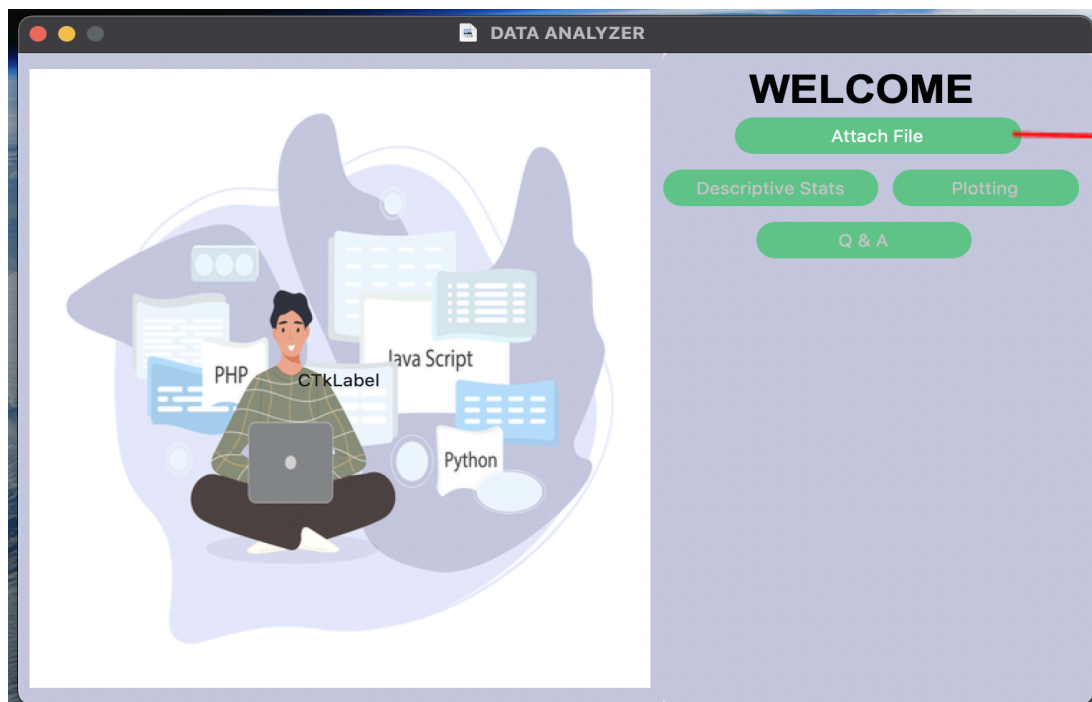 DATA ANALYZER
WELCOME
Attach File
Descriptive Stats
Plotting
Q & A
Java Script
PHP
CTkLabel
Python